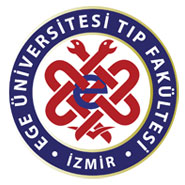 EGE ÜNİVERSİTESİ TIP FAKÜLTESİ
• İZMİR •
e